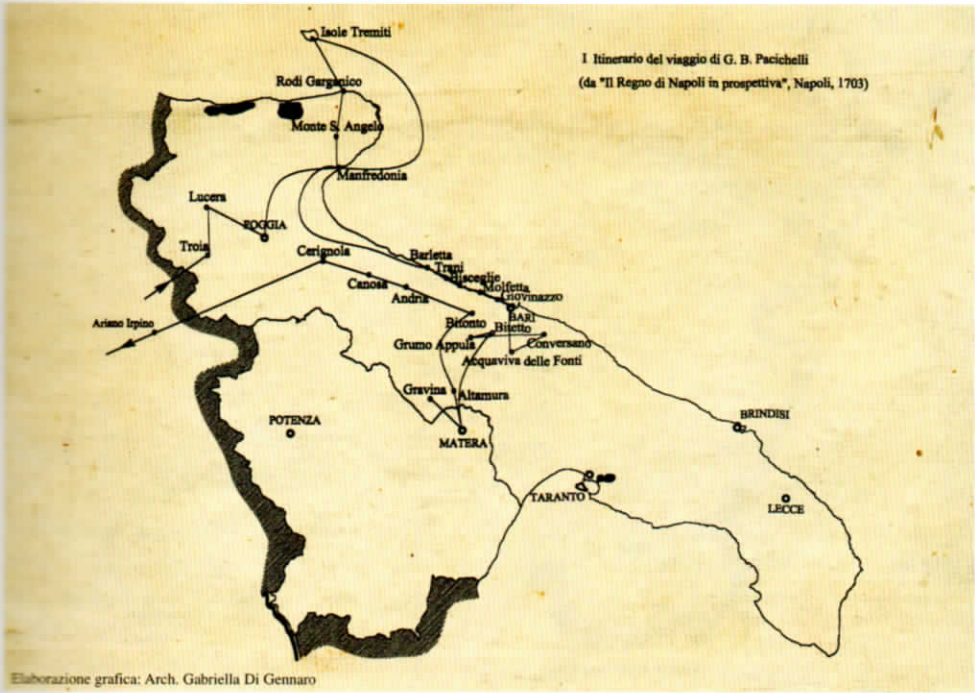 Isole Tremiti
I Itinerario del viaggio di G. B. Pacichelli
(da "Il Regno di Napoli in prospettiva", Napoli, 1703)
Rodi Garganico
Monte S. Angelo
Manfredonia
Lucera
FOGGIA
Troia
Cerignola
Barletta
Trani
Bisceglie
Canosa
Molfetta
Andria
Giovinazzo
BARI
Ariano Irpino
Bitonto
Bitetto
Grumo Appula
Conversano
Acquaviva delle Fonti
Gravina
Altamura
POTENZA
BRINDISI
MATERA
TARANTO
LECCE
Elaborazione grafica: Arch. Gabriella Di Gennaro